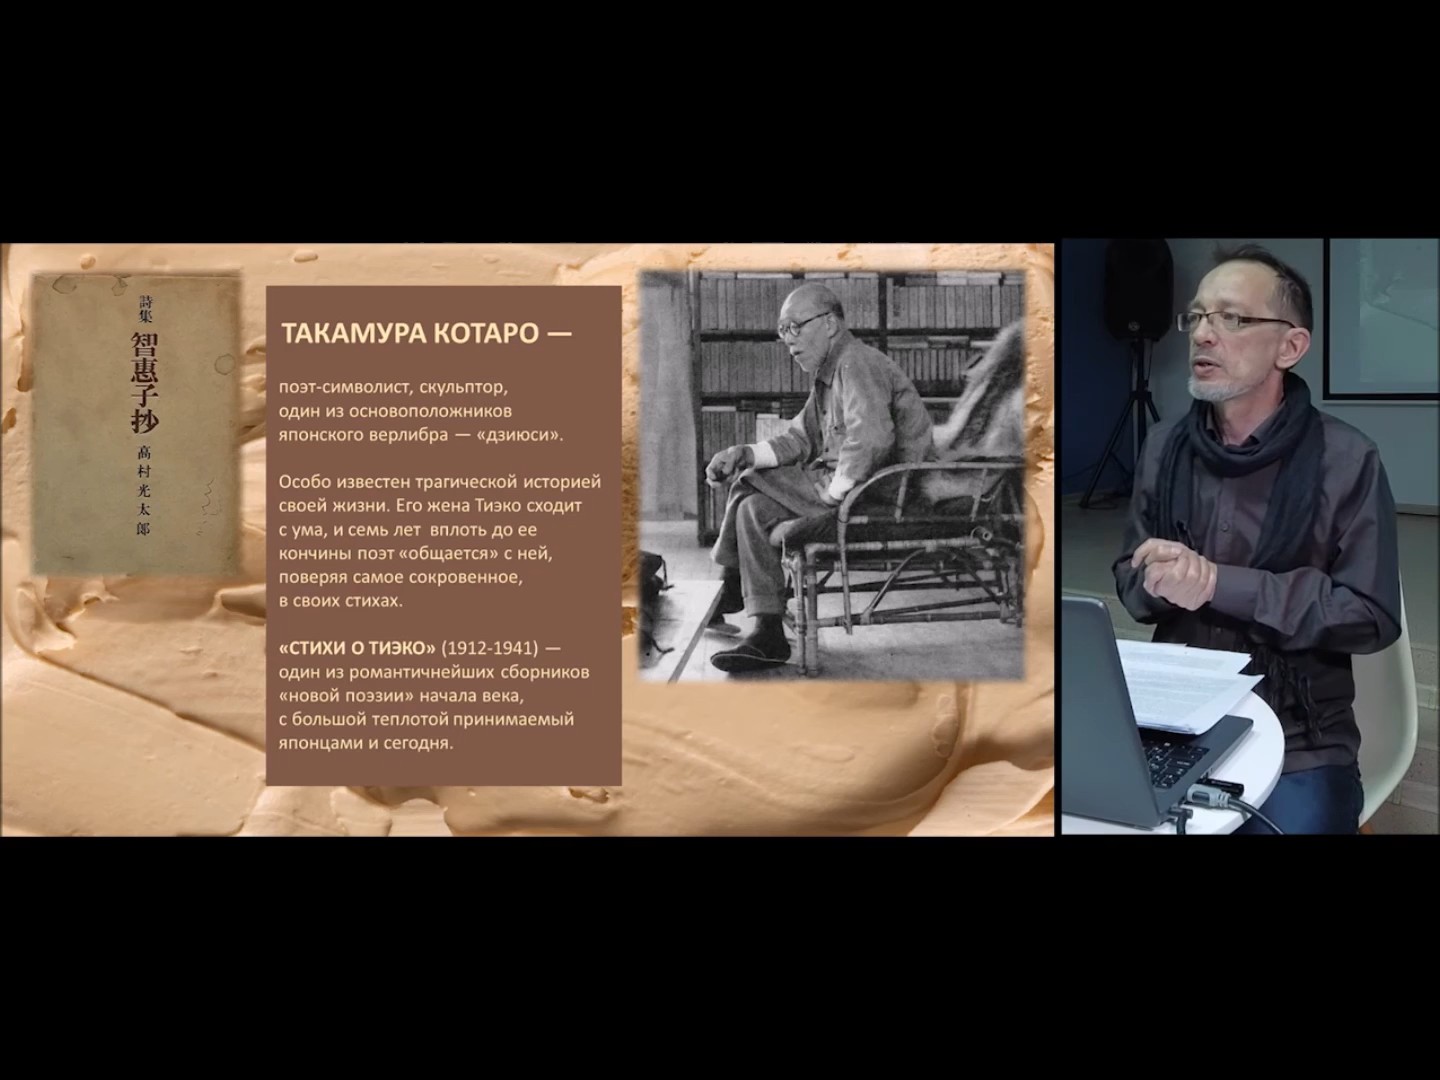 詩集
智惠子抄
高村光太郎
ТАКАМУРА КОТАРО —
поэт-символист, скульптор,
один из основоположников
японского верлибра — «дзиюси».
Особо известен трагической историей
своей жизни. Его жена Тиэко сходит
с ума, и семь лет вплоть до ее
кончины поэт «общается» с ней,
поверяя самое сокровенное,
в своих стихах.
«СТИХИ О ТИЭКО» (1912-1941) —
один из романтичнейших сборников
«новой поэзии» начала века,
с большой теплотой принимаемый
японцами и сегодня.